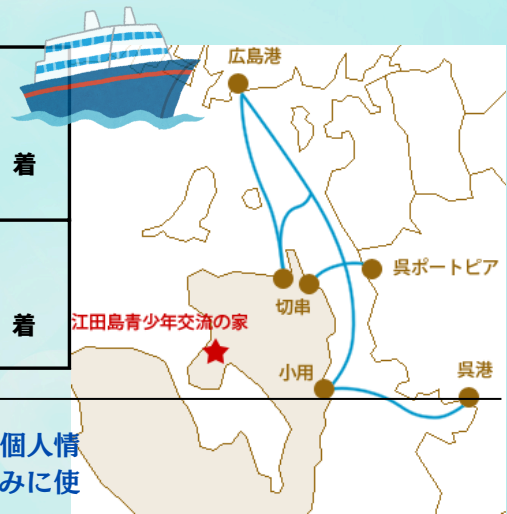 広島港
着
呉ポートピア
切串
着
江田島青少年交流の家
小用
呉港
個人情
みに使